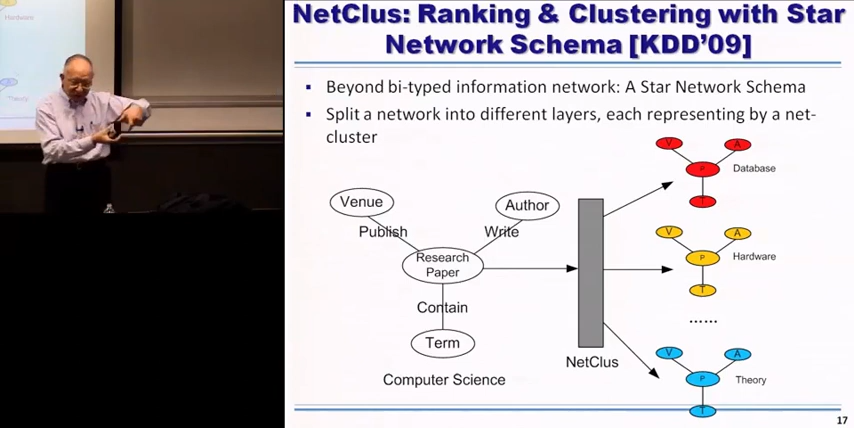 Hardware
Theory
NetClus: Ranking & Clustering with Star
Network Schema [KDD'09]
▪ Beyond bi-typed information network: A Star Network Schema
▪ Split a network into different layers, each representing by a net-
cluster
V A
P Database
T
Venue Author
Publish Write
V A
Research
Paper
P Hardware
T
Contain
......
Term
NetClus
V A
Computer Science
P Theory
T
17